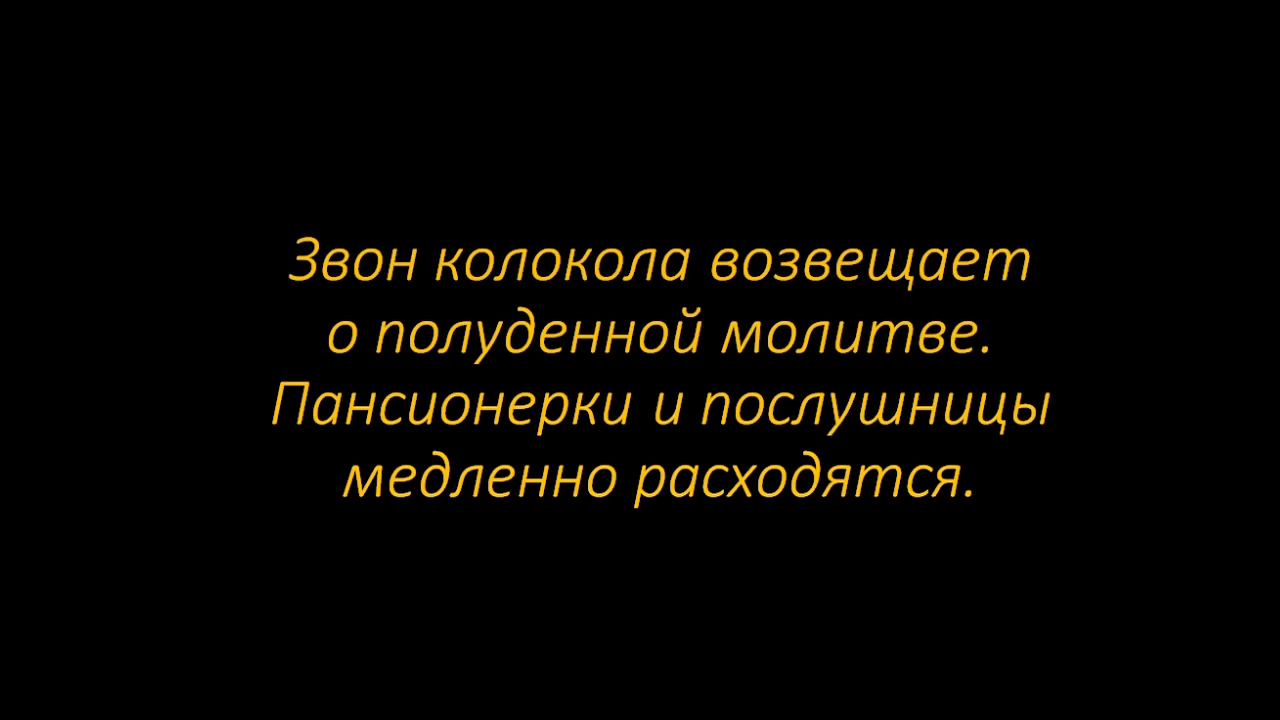 Звон колокола возвещает
о полуденной молитве.
Пансионерки и послушницы
медленно расходятся.